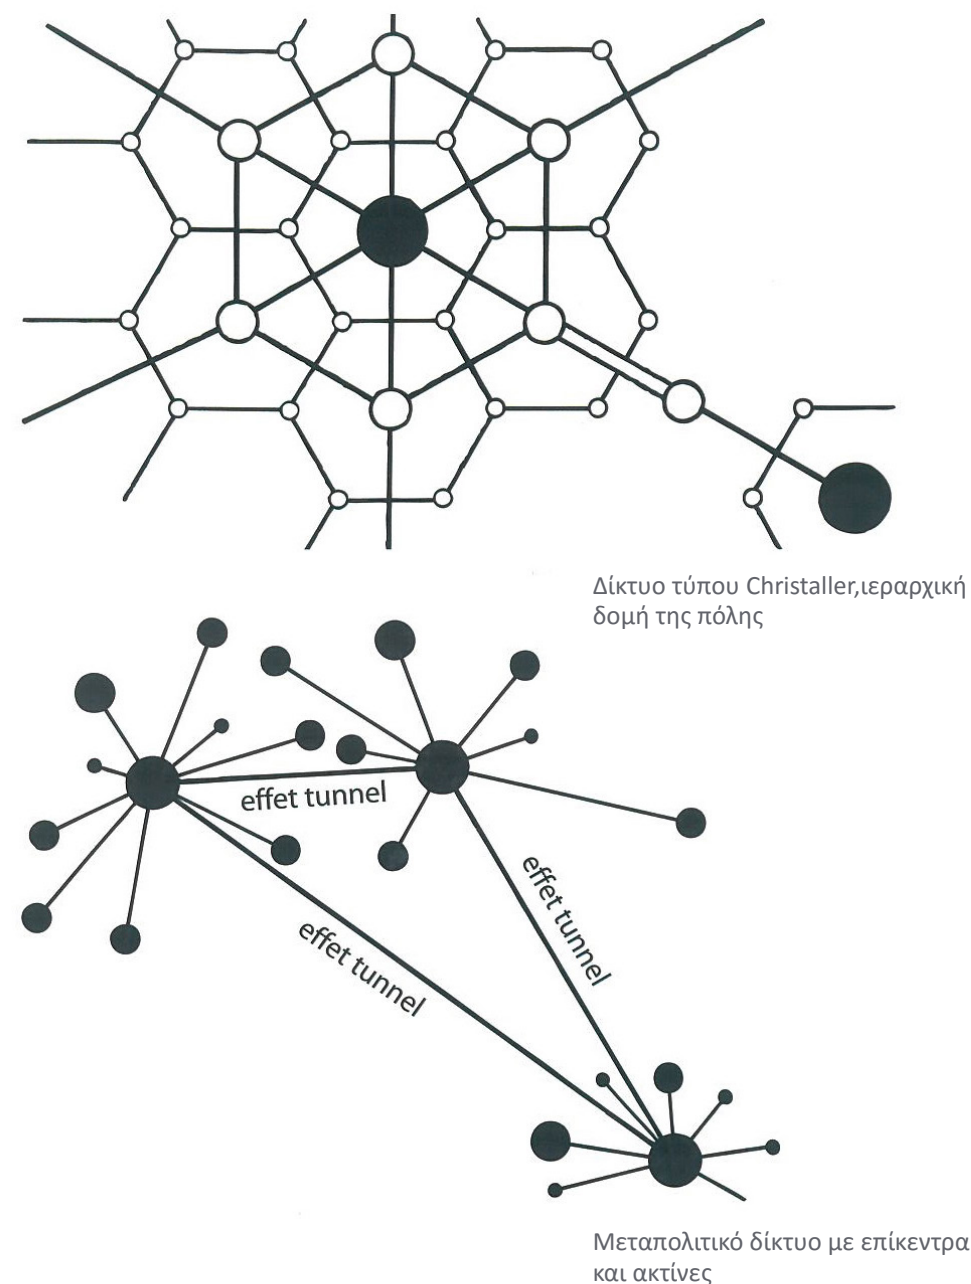 Δίκτυο τύπου Christaller,ιεραρχική
δομή της πόλης
effet tunnel
effet tunnel
effet tunnel
Μεταπολιτικό δίκτυο με επίκεντρα
και ακτίνες